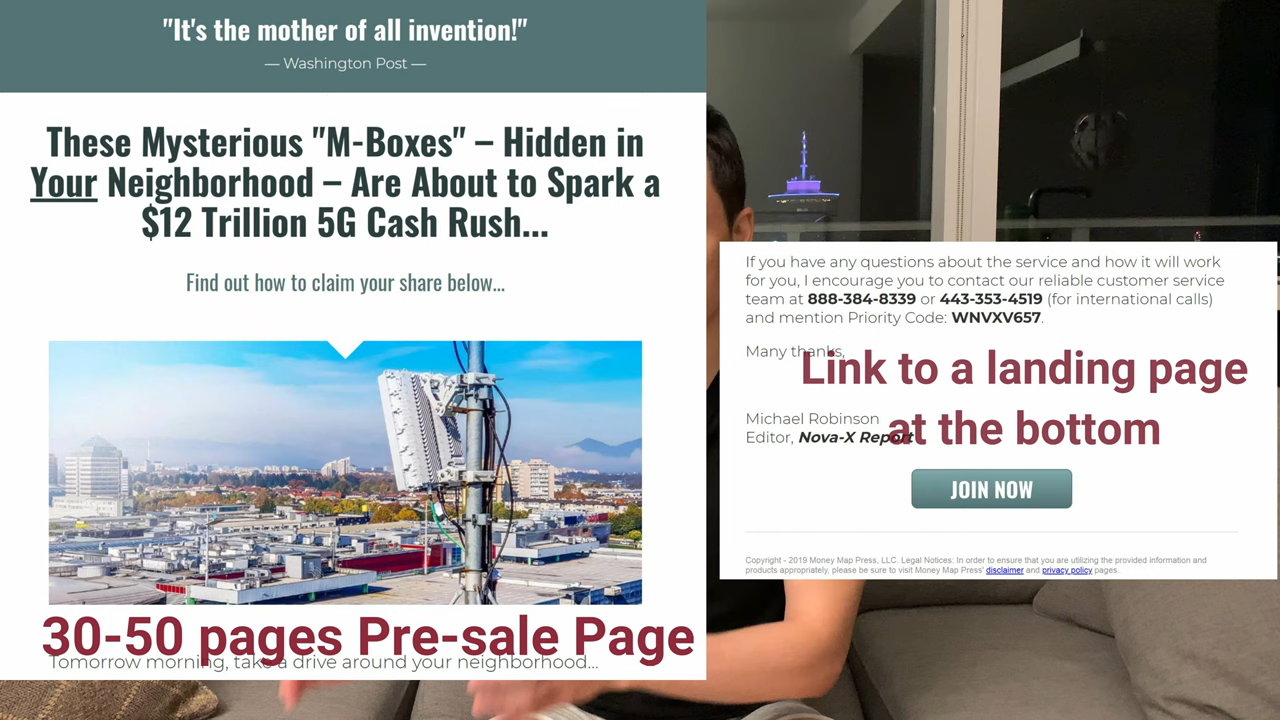 "It's the mother of all invention!"
— Washington Post —
These Mysterious "M-Boxes" – Hidden in
Your Neighborhood – Are About to Spark a
$12 Trillion 5G Cash Rush...
Find out how to claim your share below...
30-50 pages Pre-sale Page
Tomorrow morning, take a drive around your neighborhood...
If you have any questions about the service and how it will work
for you, I encourage you to contact our reliable customer service
team at 888-384-8339 or 443-353-4519 (for international calls)
and mention Priority Code: WNVXV657.
Many thanks,
Link to a landing page
at the bottom
Michael Robinson
Editor, Nova-X Report
JOIN NOW
Copyright - 2019 Money Map Press, LLC. Legal Notices: In order to ensure that you are utilizing the provided information and
products appropriately, please be sure to visit Money Map Press' disclaimer and privacy policy pages.